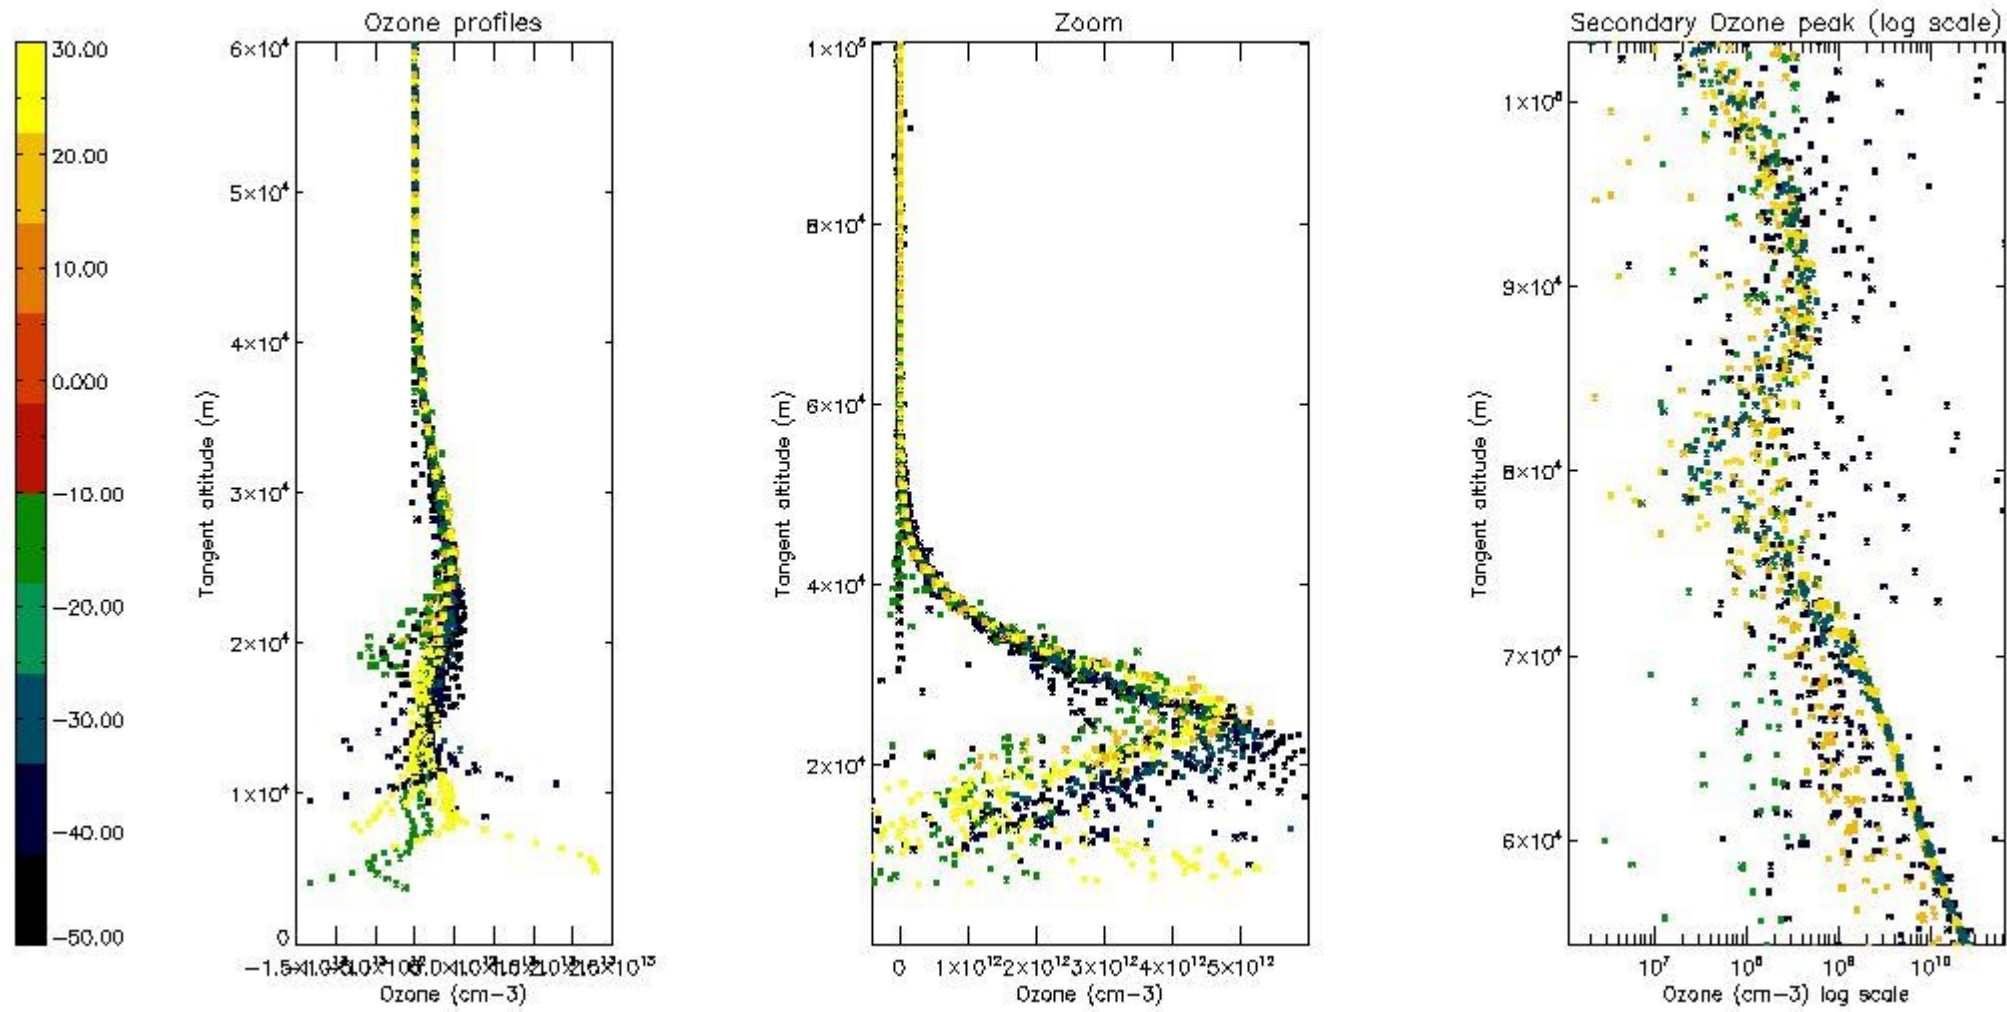 Ozone profiles
Zoom
Secondary Ozone peak (log scale)
30.00
20.00
10.00
0.000
−10.00
−20.00
−30.00
−40.00
−50.00
6×10⁴
5×10⁴
4×10⁴
3×10⁴
2×10⁴
1×10⁴
0
Tangent altitude (m)
Ozone (cm−3)
1×10⁵
8×10⁴
6×10⁴
4×10⁴
2×10⁴
Tangent altitude (m)
0 1×10¹² 2×10¹² 3×10¹² 4×10¹² 5×10¹²
Ozone (cm−3)
1×10⁵
9×10⁴
8×10⁴
7×10⁴
6×10⁴
Tangent altitude (m)
10⁷ 10⁸ 10⁹ 10¹⁰
Ozone (cm−3) log scale